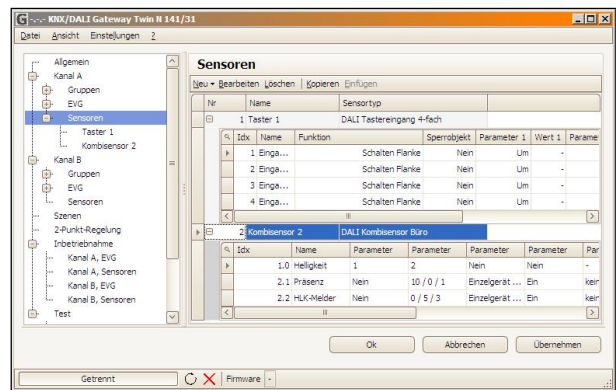 -.-.- KNX/DALI Gateway Twin N 141/31
Datei Ansicht Einstellungen ?
Allgemein
Kanal A
Gruppen
EVG
Sensoren
Taster 1
Kombisensor 2
Kanal B
Gruppen
EVG
Sensoren
Szenen
2-Punkt-Regelung
Inbetriebnahme
Kanal A, EVG
Kanal A, Sensoren
Kanal B, EVG
Kanal B, Sensoren
Test
Sensoren
Neu Bearbeiten Löschen Kopieren Einfügen
Nr Name Sensortyp
1 Taster 1 DALI Tastereingang 4-fach
Idx Name Funktion Sperrobjekt Parameter 1 Wert 1 Parame
1 Einga... Schalten Flanke Nein Um -
2 Einga... Schalten Flanke Nein Um -
3 Einga... Schalten Flanke Nein Um -
4 Einga... Schalten Flanke Nein Um -
2 Kombisensor 2 DALI Kombisensor Büro
Idx Name Parameter Parameter Parameter Parameter Par
1.0 Helligkeit 1 2 Nein Nein -
2.1 Präsenz Nein 10 / 0 / 1 Einzelgerät ... Ein kein
2.2 HLK-Melder Nein 0 / 5 / 3 Einzelgerät ... Ein kein
Ok Abbrechen Übernehmen
Getrennt Firmware -